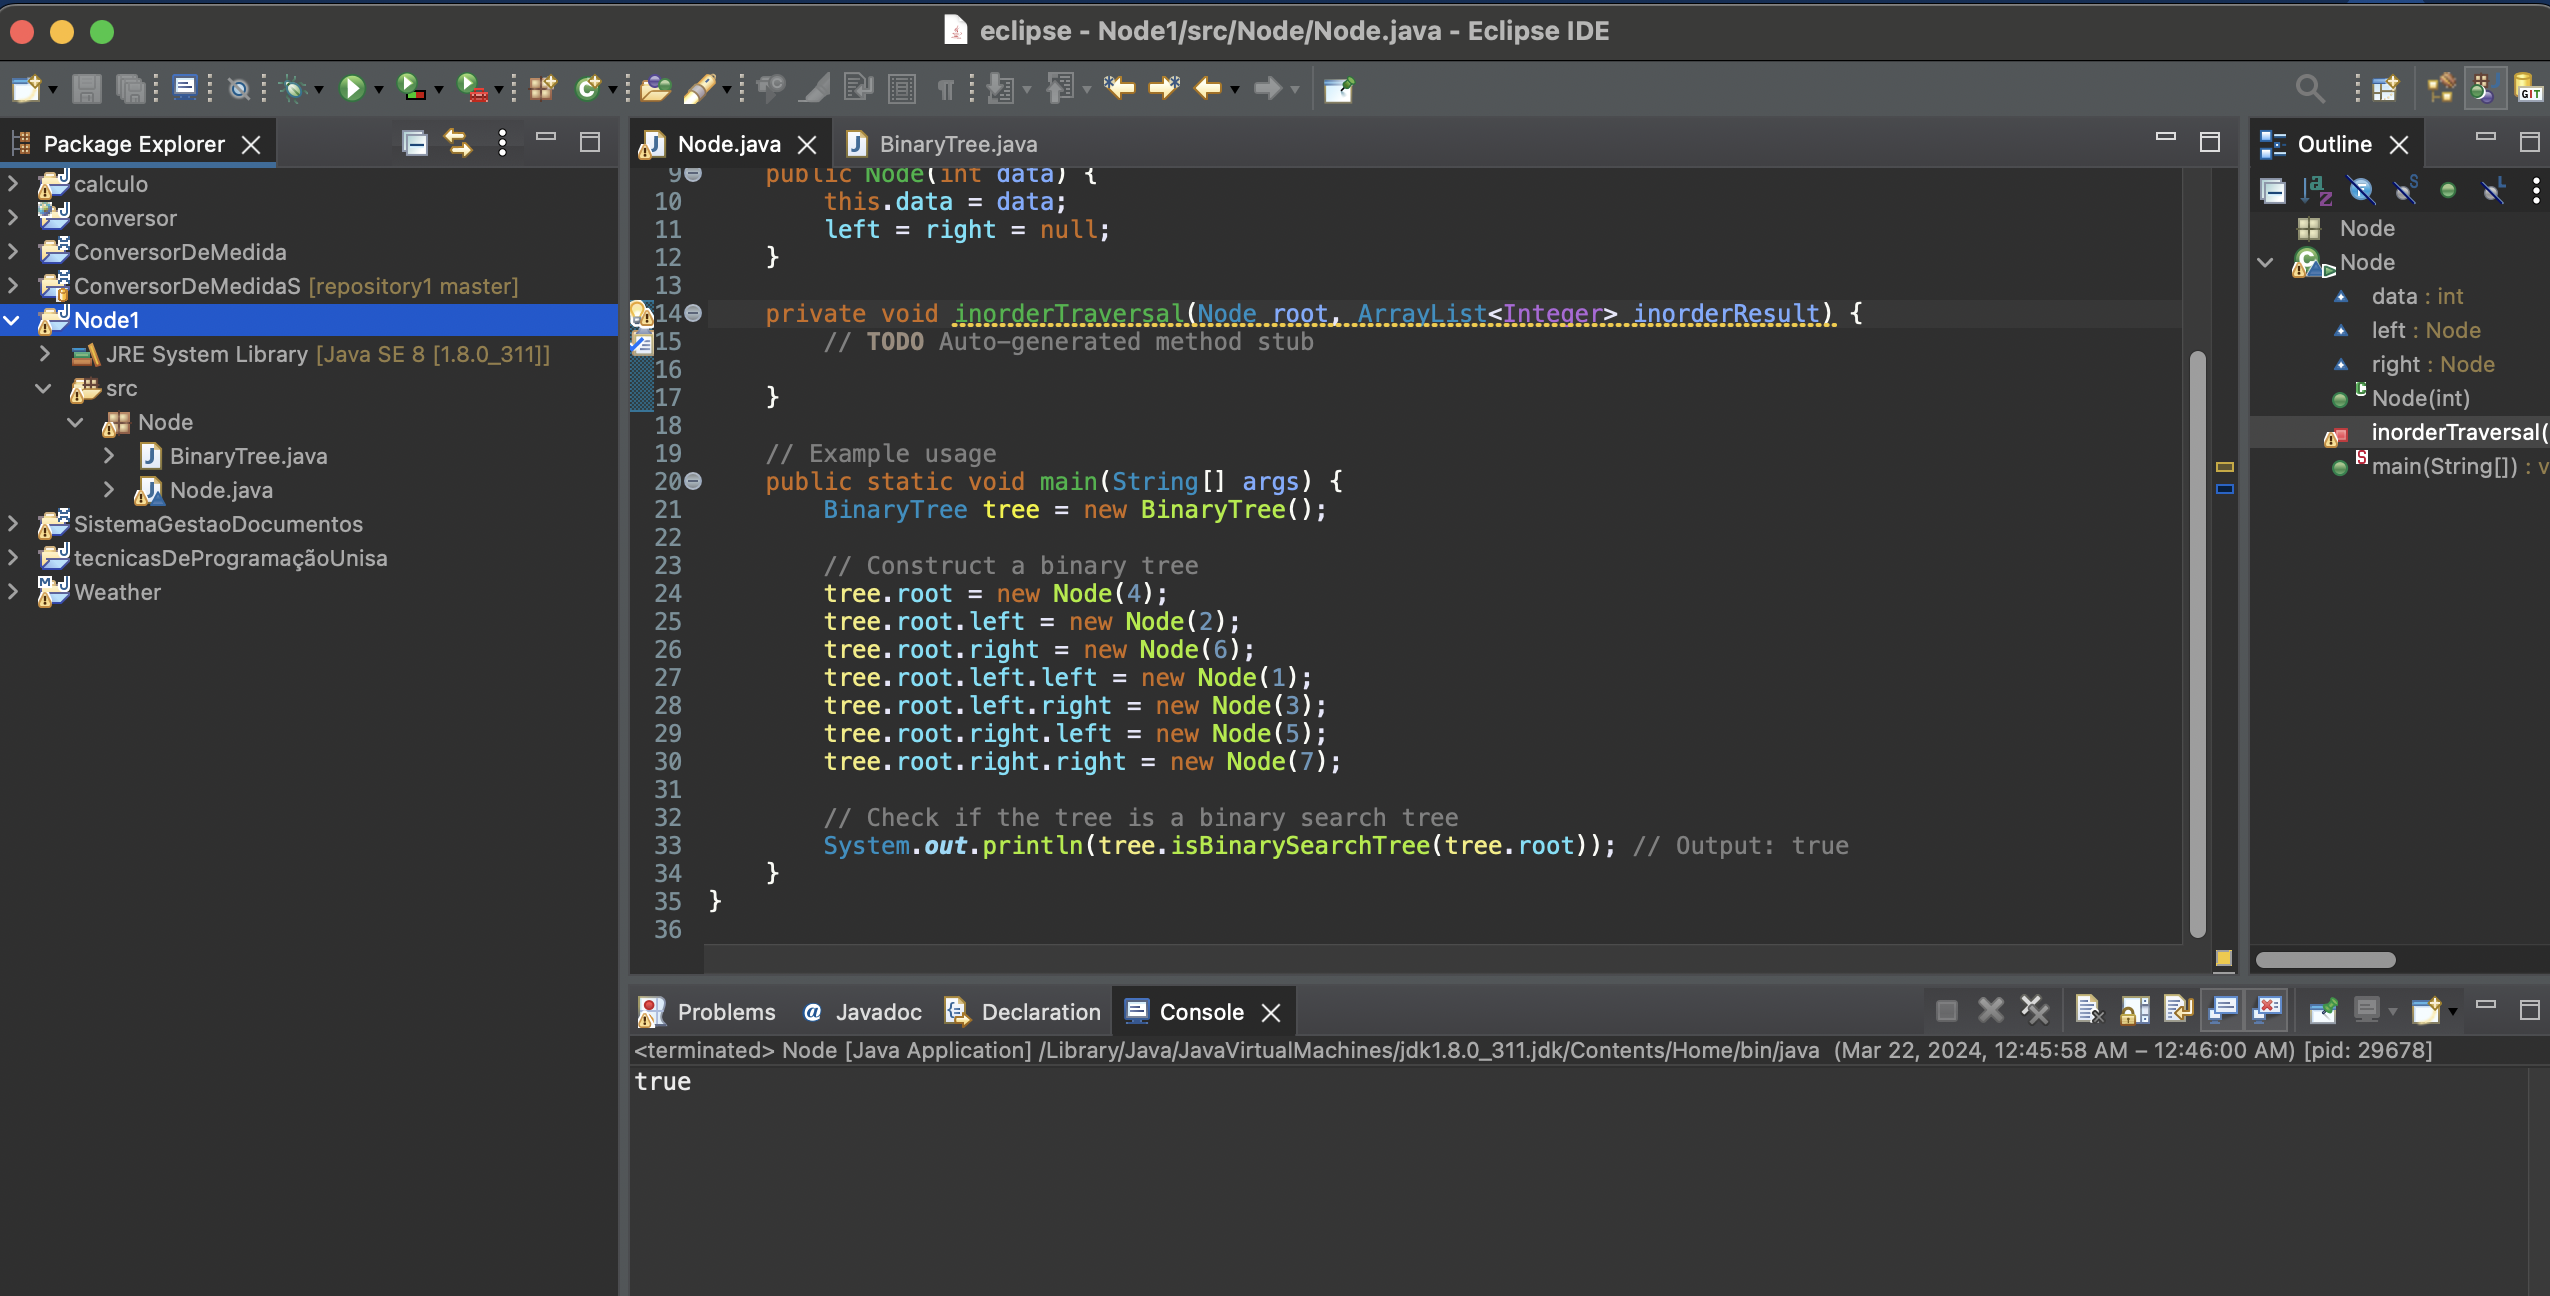 eclipse - Node1/src/Node/Node.java - Eclipse IDE
Package Explorer
calculo
conversor
ConversorDeMedida
ConversorDeMedidaS [repository1 master]
Node1
JRE System Library [Java SE 8 [1.8.0_311]]
src
Node
BinaryTree.java
Node.java
SistemaGestaoDocumentos
tecnicasDeProgramaçãoUnisa
Weather
Node.java
BinaryTree.java
9 public Node(int data) {
10 this.data = data;
11 left = right = null;
12 }
13
14 private void inorderTraversal(Node root, ArrayList<Integer> inorderResult) {
15 // TODO Auto-generated method stub
16
17 }
18
19 // Example usage
20 public static void main(String[] args) {
21 BinaryTree tree = new BinaryTree();
22
23 // Construct a binary tree
24 tree.root = new Node(4);
25 tree.root.left = new Node(2);
26 tree.root.right = new Node(6);
27 tree.root.left.left = new Node(1);
28 tree.root.left.right = new Node(3);
29 tree.root.right.left = new Node(5);
30 tree.root.right.right = new Node(7);
31
32 // Check if the tree is a binary search tree
33 System.out.println(tree.isBinarySearchTree(tree.root)); // Output: true
34 }
35 }
36
Outline
Node
Node
data : int
left : Node
right : Node
Node(int)
inorderTraversal(
main(String[]) : v
Problems
Javadoc
Declaration
Console
<terminated> Node [Java Application] /Library/Java/JavaVirtualMachines/jdk1.8.0_311.jdk/Contents/Home/bin/java (Mar 22, 2024, 12:45:58 AM – 12:46:00 AM) [pid: 29678]
true